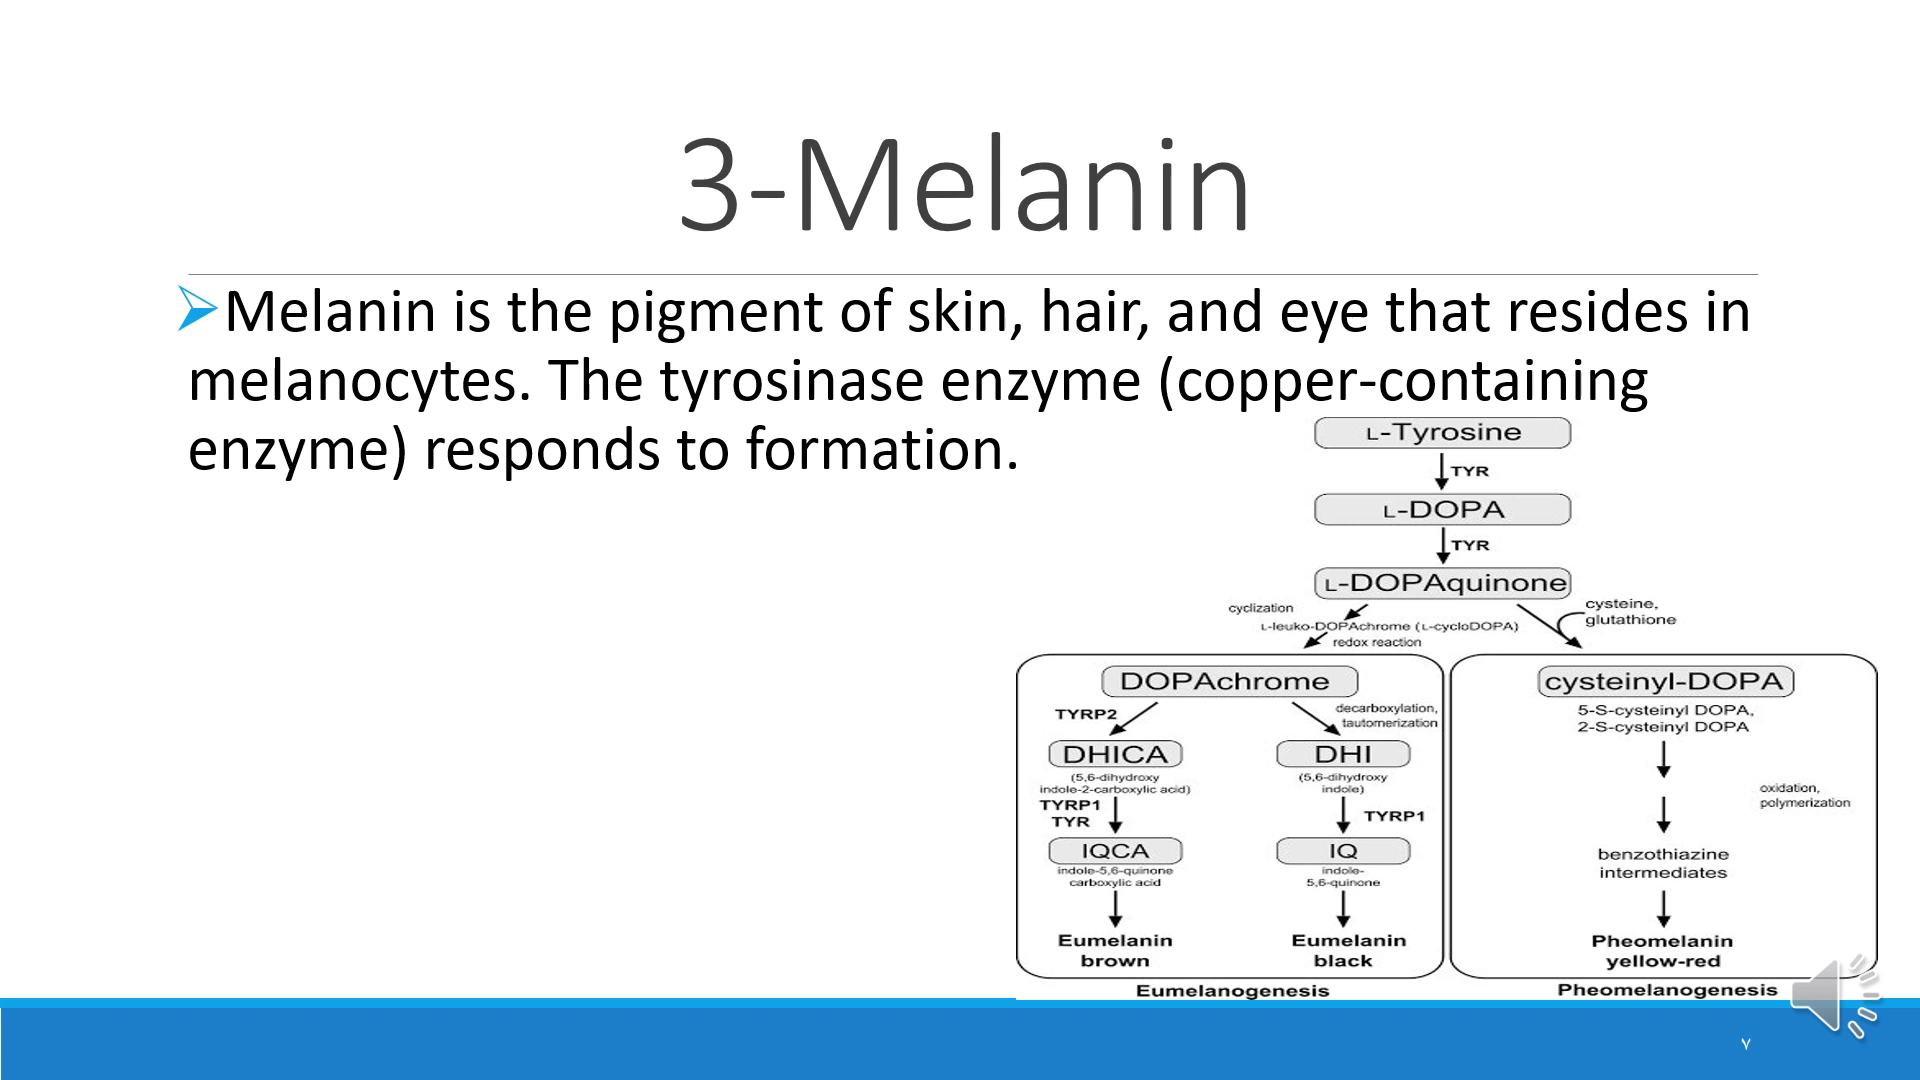 3-Melanin
Melanin is the pigment of skin, hair, and eye that resides in
melanocytes. The tyrosinase enzyme (copper-containing
enzyme) responds to formation.
L-Tyrosine
TYR
L-DOPA
TYR
L-DOPAquinone
cyclization
L-leuko-DOPAchrome (L-cycloDOPA)
redox reaction
cysteine,
glutathione
DOPAchrome
TYRP2
decarboxylation,
tautomerization
DHICA
(5,6-dihydroxy
indole-2-carboxylic acid)
TYRP1
TYR
IQCA
indole-5,6-quinone
carboxylic acid
Eumelanin
brown
DHI
(5,6-dihydroxy
indole)
TYRP1
IQ
indole-
5,6-quinone
Eumelanin
black
Eumelanogenesis
cysteinyl-DOPA
5-S-cysteinyl DOPA,
2-S-cysteinyl DOPA
oxidation,
polymerization
benzothiazine
intermediates
Pheomelanin
yellow-red
Pheomelanogenesis
٧